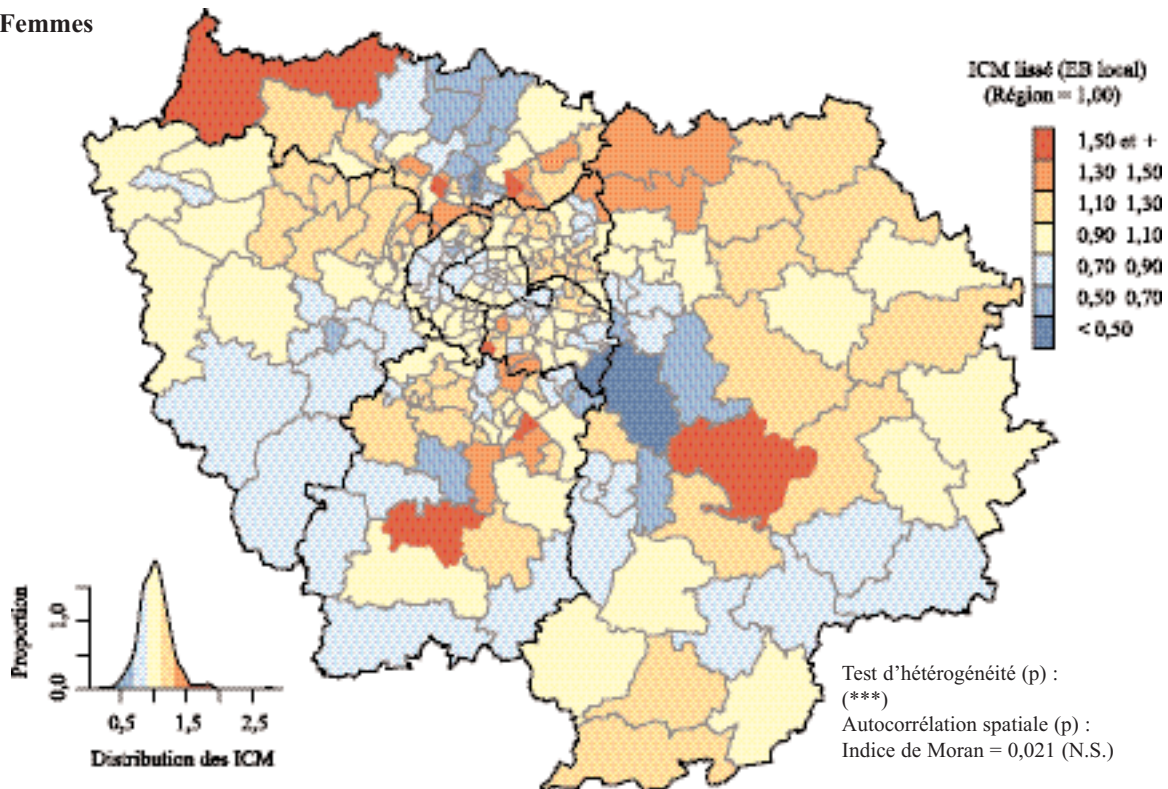 Femmes
ICM lissé (EB local)
(Région = 1,00)
1,50 et +
1,30 1,50
1,10 1,30
0,90 1,10
0,70 0,90
0,50 0,70
< 0,50
Proportion
1,0
0,0
0,5 1,5 2,5
Distribution des ICM
Test d’hétérogénéité (p) :
(***)
Autocorrélation spatiale (p) :
Indice de Moran = 0,021 (N.S.)